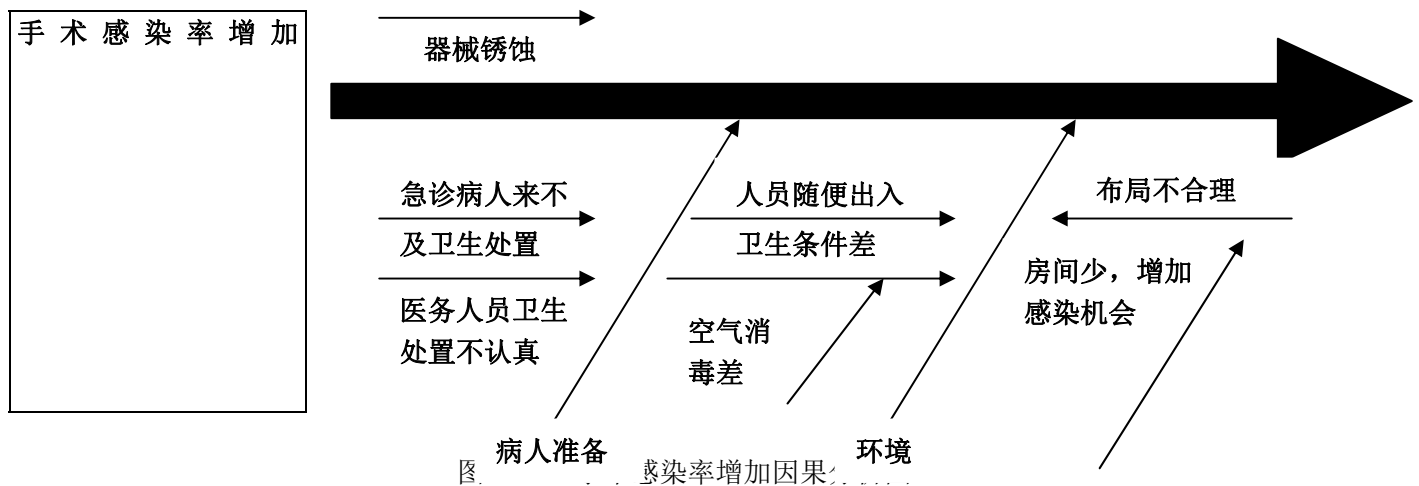 手术感染率增加
器械锈蚀
急诊病人来不
及卫生处置
医务人员卫生
处置不认真
人员随便出入
卫生条件差
空气消
毒差
布局不合理
房间少，增加
感染机会
病人准备
环境
图 感染率增加因果